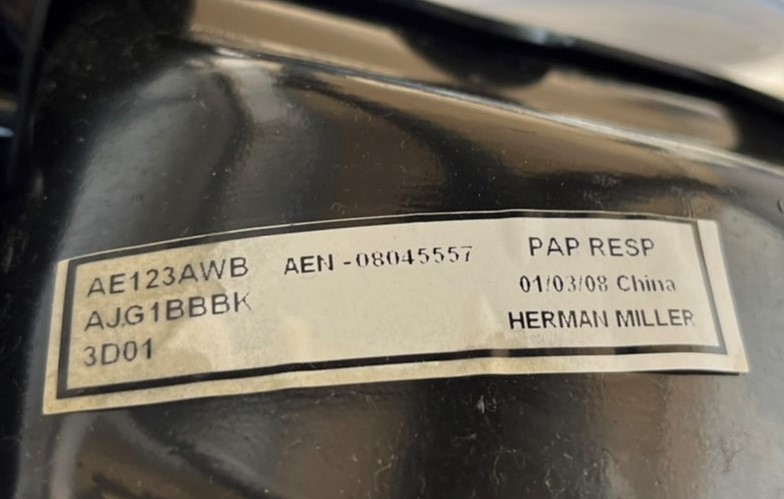 AE123AWB
AJG1BBBK
3D01
AEN-08045557
PAP RESP
01/03/08 China
HERMAN MILLER